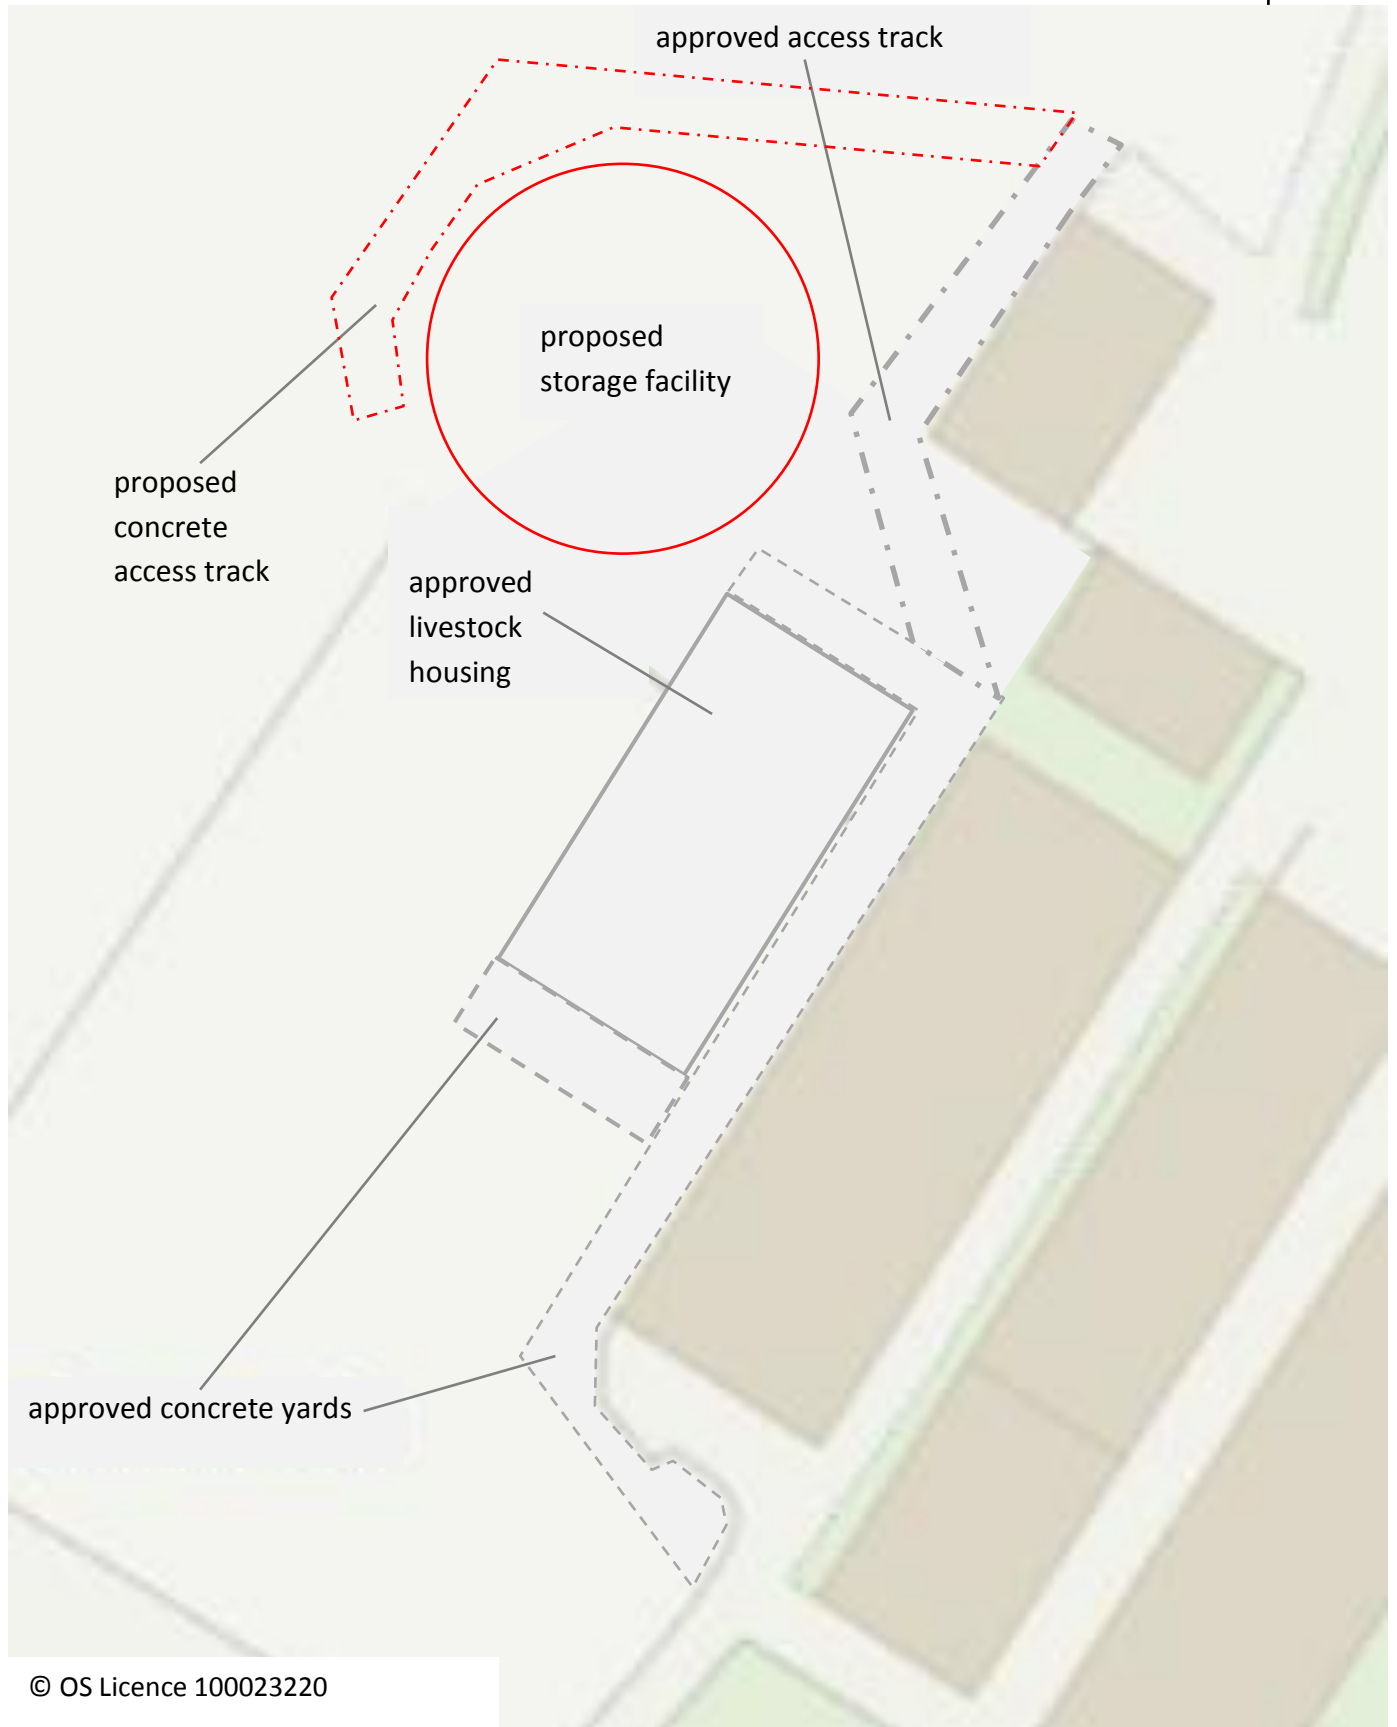 approved access track
proposed
storage facility
proposed
concrete
access track
approved
livestock
housing
approved concrete yards
© OS Licence 100023220